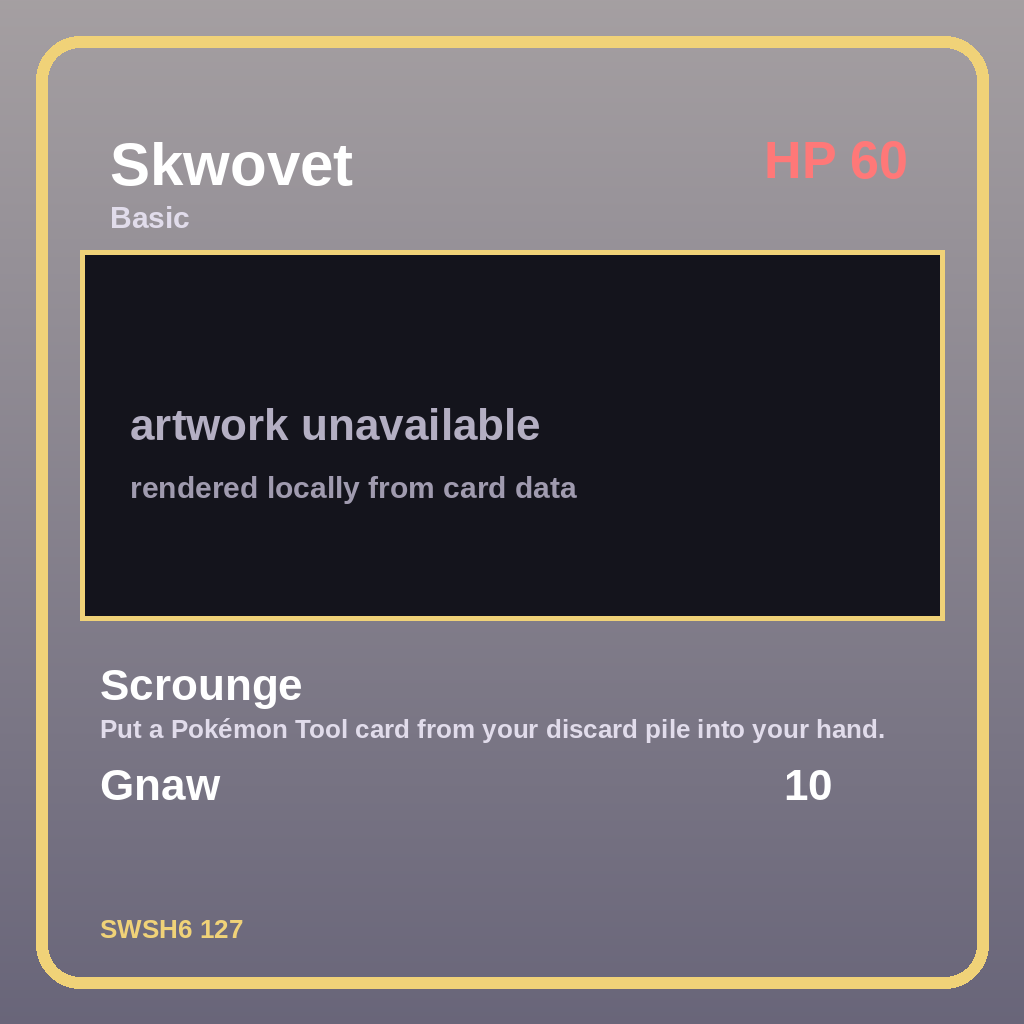 Skwovet
HP 60
Basic
artwork unavailable
rendered locally from card data
Scrounge
Put a Pokémon Tool card from your discard pile into your hand.
Gnaw 10
SWSH6 127